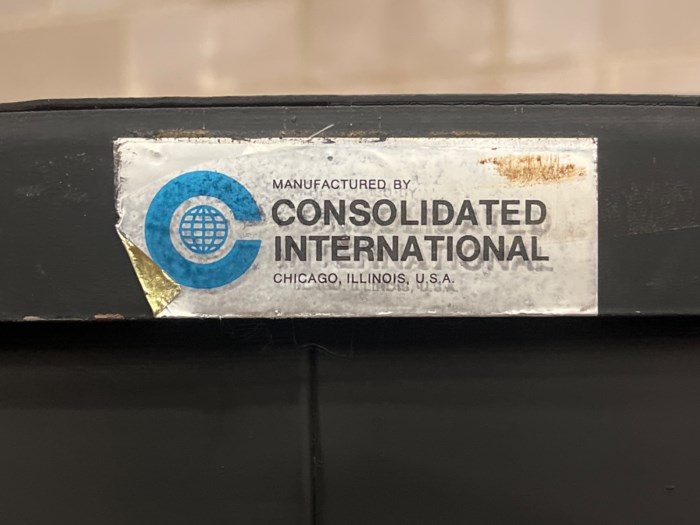 MANUFACTURED BY
CONSOLIDATED
INTERNATIONAL
CHICAGO, ILLINOIS, U.S.A.